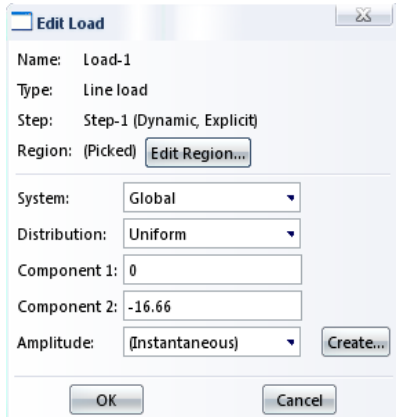 Edit Load
Name: Load-1
Type: Line load
Step: Step-1 (Dynamic, Explicit)
Region: (Picked) Edit Region...
System: Global
Distribution: Uniform
Component 1: 0
Component 2: -16.66
Amplitude: (Instantaneous) Create...
OK Cancel